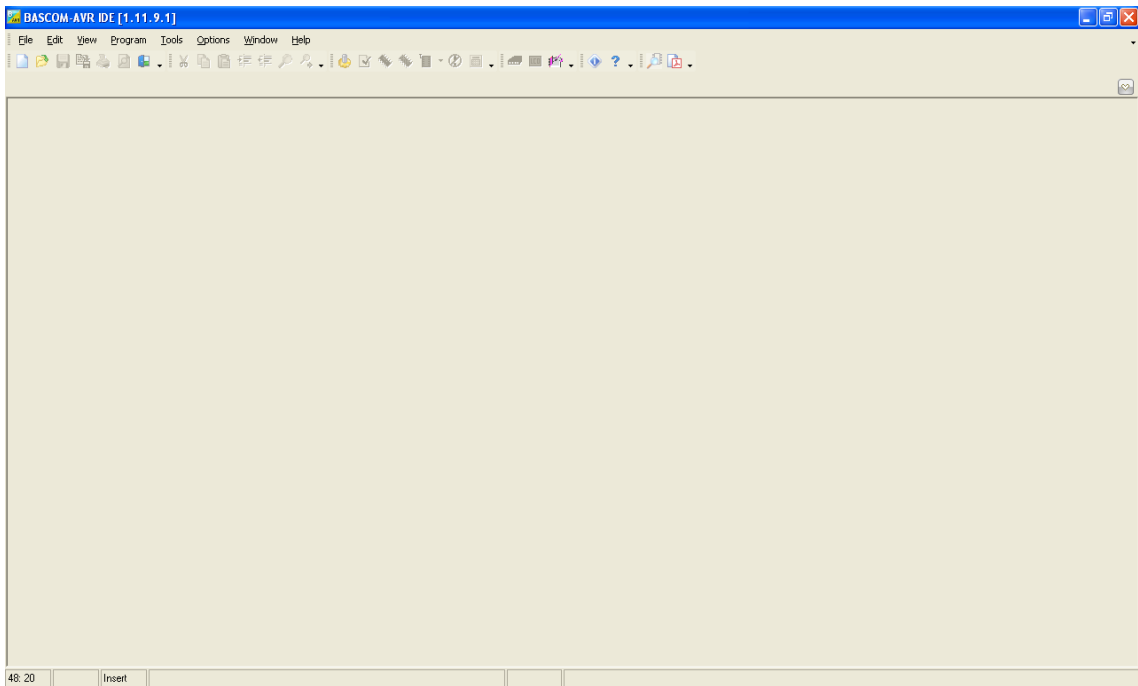 BASCOM-AVR IDE [1.11.9.1]
File Edit View Program Tools Options Window Help
48: 20 Insert